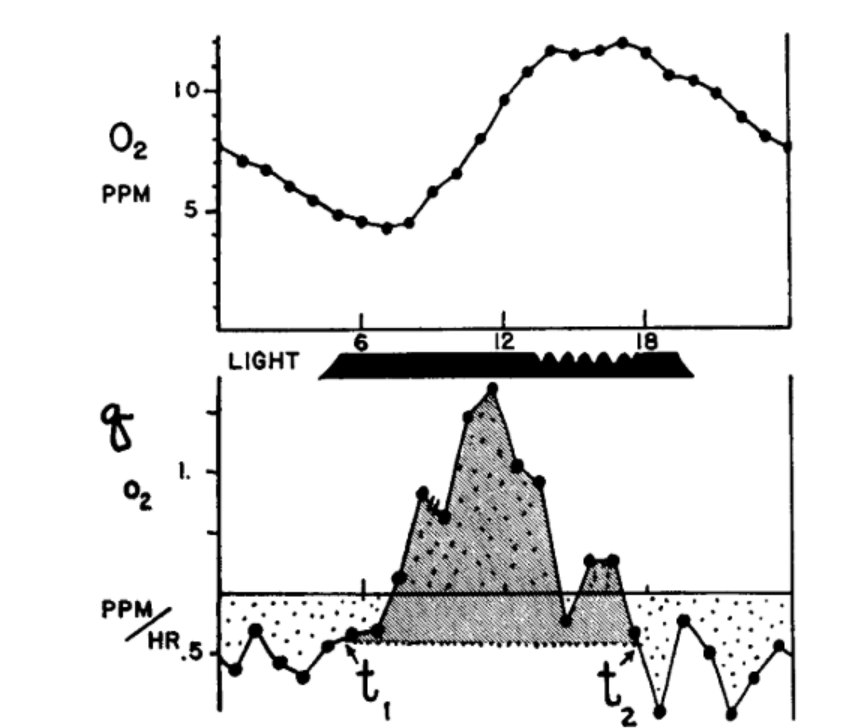 10
O₂
PPM
5
6 12 18
LIGHT
g
1.
O₂
PPM/HR
.5
t₁ t₂